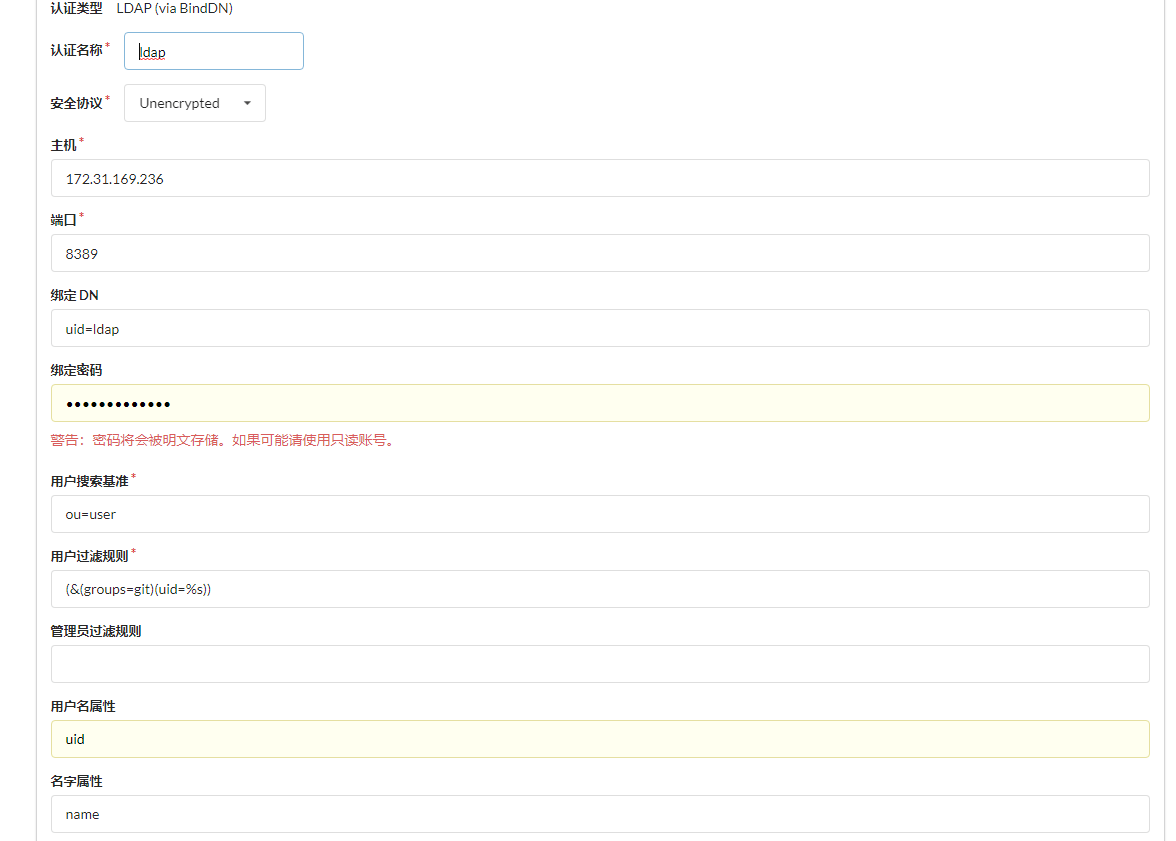 认证类型 LDAP (via BindDN)
认证名称* ldap
安全协议* Unencrypted
主机*
172.31.169.236
端口*
8389
绑定 DN
uid=ldap
绑定密码
•••••••••••••
警告：密码将会被明文存储。如果可能请使用只读账号。
用户搜索基准*
ou=user
用户过滤规则*
(&(groups=git)(uid=%s))
管理员过滤规则
用户名属性
uid
名字属性
name